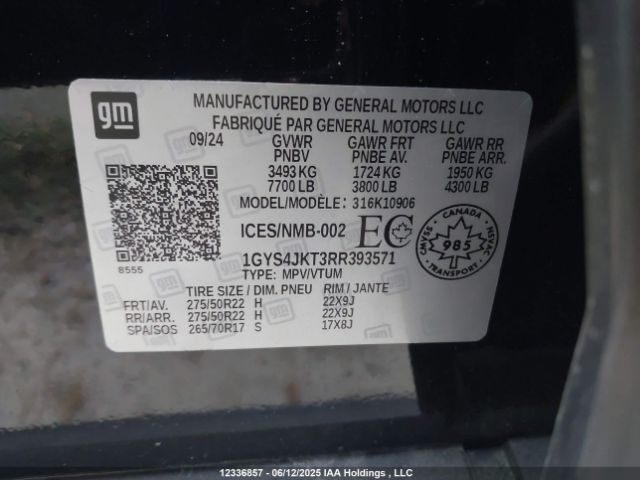 gm
MANUFACTURED BY GENERAL MOTORS LLC
FABRIQUÉ PAR GENERAL MOTORS LLC
09/24 GVWR GAWR FRT GAWR RR
PNBV PNBE AV. PNBE ARR.
3493 KG 1724 KG 1950 KG
7700 LB 3800 LB 4300 LB
MODEL/MODÈLE: 316K10906
ICES/NMB-002 EC
CANADA
985
CMVSS NSVAC
8555
1GYS4JKT3RR393571
TYPE: MPV/VTUM
TIRE SIZE / DIM. PNEU RIM / JANTE
FRT/AV. 275/50R22 H 22X9J
RR/ARR. 275/50R22 H 22X9J
SPA/SOS 265/70R17 S 17X8J
12336857 - 06/12/2025 IAA Holdings , LLC